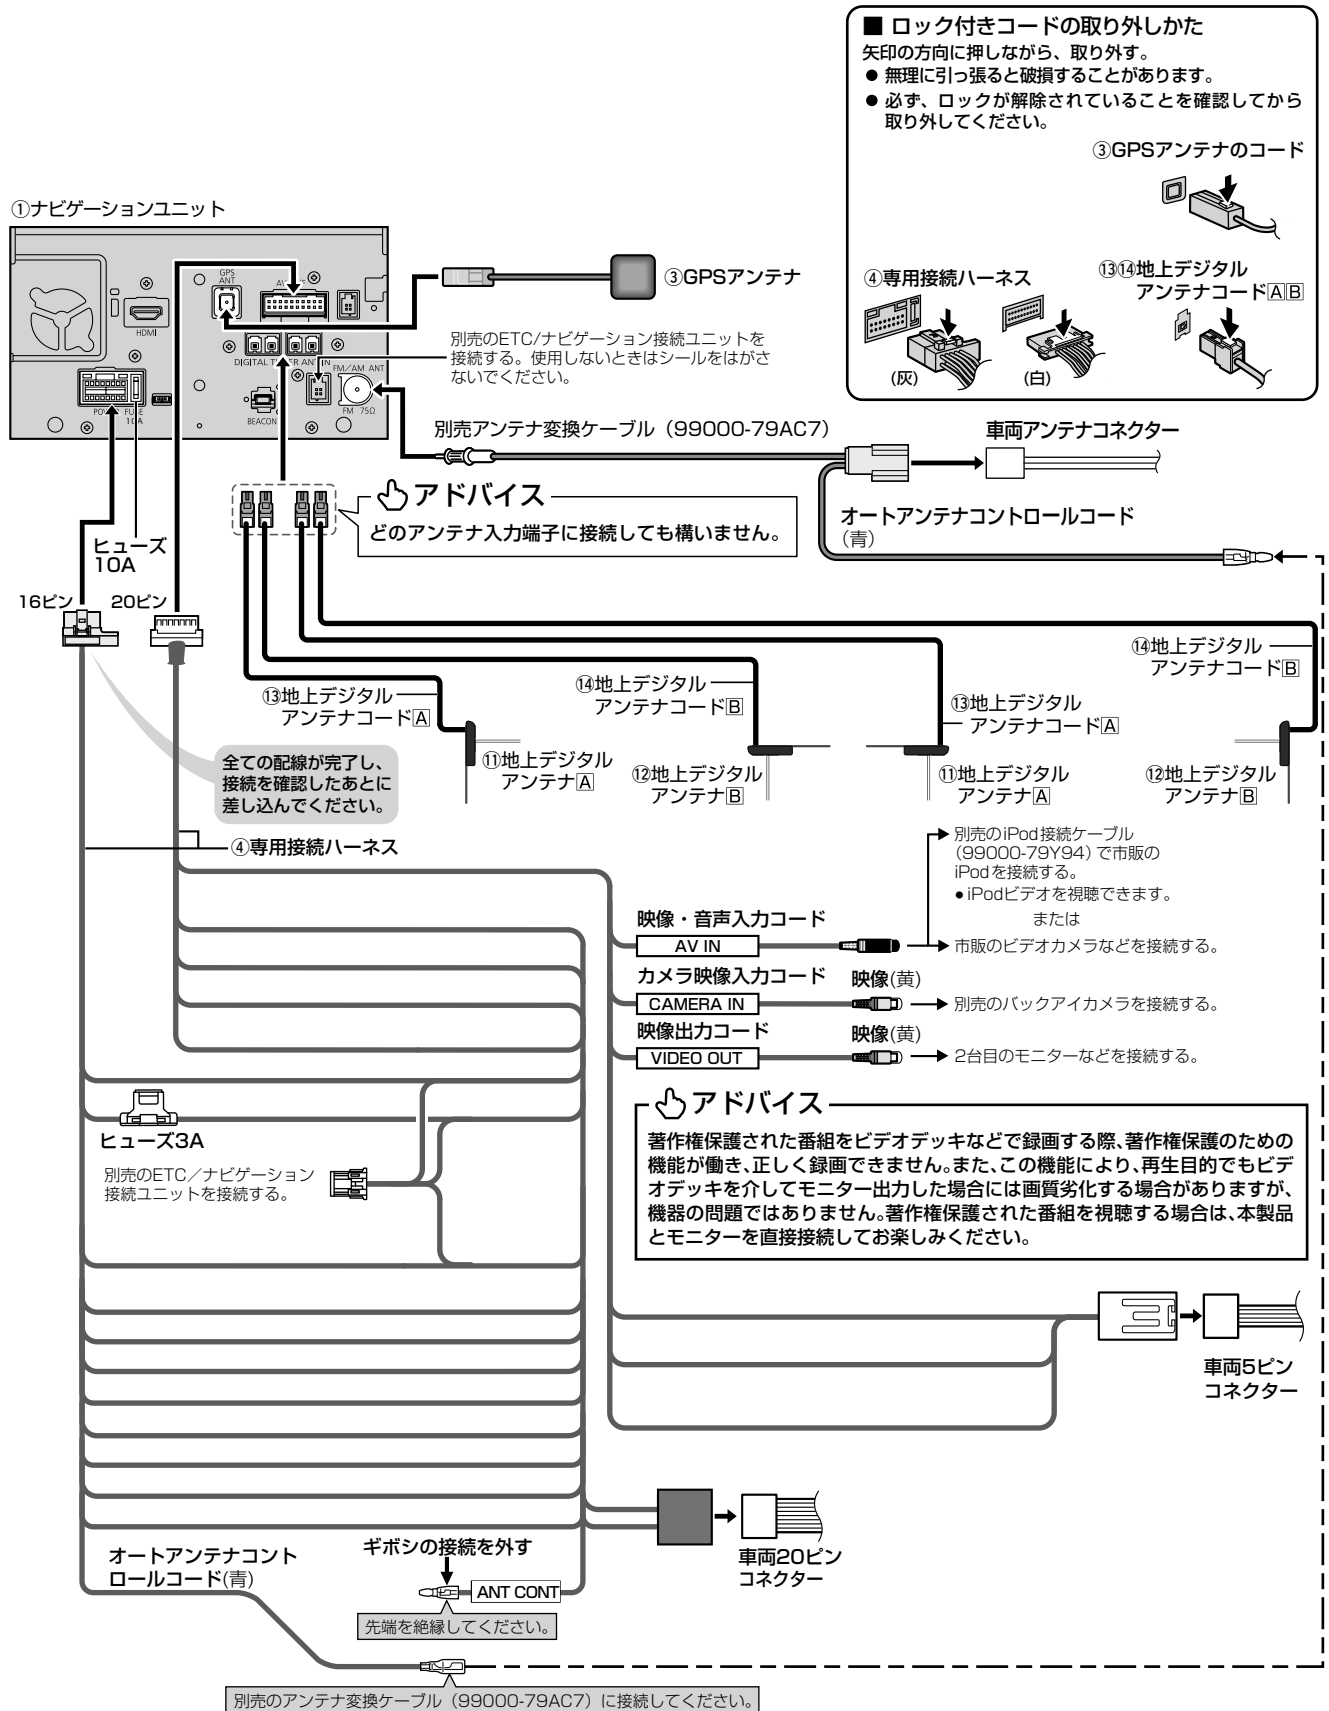 ■ ロック付きコードの取り外しかた
矢印の方向に押しながら、取り外す。
● 無理に引っ張ると破損することがあります。
● 必ず、ロックが解除されていることを確認してから
取り外してください。
③GPSアンテナのコード
④専用接続ハーネス
(灰)
(白)
⑬⑭地上デジタル
アンテナコードAB
①ナビゲーションユニット
GPS
ANT
HDMI
DIGITAL
ANT IN
FM/AM ANT
FM 75Ω
BEACON
FUSE
10A
③GPSアンテナ
別売のETC/ナビゲーション接続ユニットを
接続する。使用しないときはシールをはがさ
ないでください。
別売アンテナ変換ケーブル（99000-79AC7）
車両アンテナコネクター
オートアンテナコントロールコード
(青)
アドバイス
どのアンテナ入力端子に接続しても構いません。
ヒューズ
10A
16ピン
20ピン
⑬地上デジタル
アンテナコードA
⑭地上デジタル
アンテナコードB
⑬地上デジタル
アンテナコードA
⑭地上デジタル
アンテナコードB
⑪地上デジタル
アンテナA
⑫地上デジタル
アンテナB
⑪地上デジタル
アンテナA
⑫地上デジタル
アンテナB
全ての配線が完了し、
接続を確認したあとに
差し込んでください。
④専用接続ハーネス
別売のiPod接続ケーブル
（99000-79Y94）で市販の
iPodを接続する。
● iPodビデオを視聴できます。
または
市販のビデオカメラなどを接続する。
映像・音声入力コード
AV IN
カメラ映像入力コード
映像(黄)
CAMERA IN
別売のバックアイカメラを接続する。
映像出力コード
映像(黄)
VIDEO OUT
2台目のモニターなどを接続する。
アドバイス
著作権保護された番組をビデオデッキなどで録画する際、著作権保護のための
機能が働き、正しく録画できません。また、この機能により、再生目的でもビデ
オデッキを介してモニター出力した場合には画質劣化する場合がありますが、
機器の問題ではありません。著作権保護された番組を視聴する場合は、本製品
とモニターを直接接続してお楽しみください。
ヒューズ3A
別売のETC／ナビゲーション
接続ユニットを接続する。
車両5ピン
コネクター
車両20ピン
コネクター
オートアンテナコント
ロールコード(青)
ギボシの接続を外す
ANT CONT
先端を絶縁してください。
別売のアンテナ変換ケーブル（99000-79AC7）に接続してください。